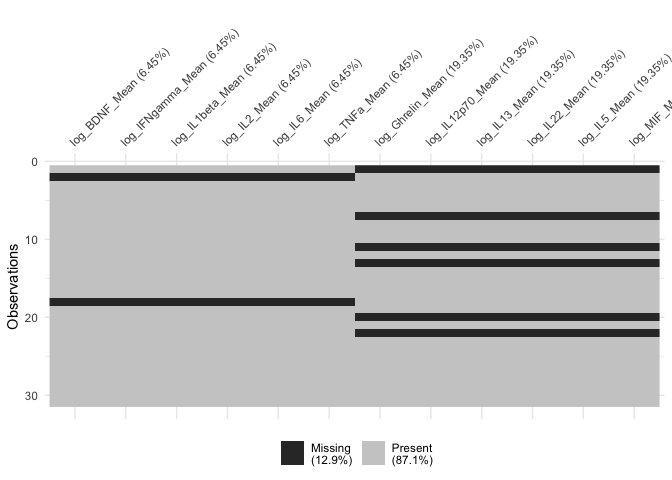 log_BDNF_Mean (6.45%)
log_IFNgamma_Mean (6.45%)
log_IL1beta_Mean (6.45%)
log_IL2_Mean (6.45%)
log_IL6_Mean (6.45%)
log_TNFa_Mean (6.45%)
log_Ghrelin_Mean (19.35%)
log_IL12p70_Mean (19.35%)
log_IL13_Mean (19.35%)
log_IL22_Mean (19.35%)
log_IL5_Mean (19.35%)
log_MIF_M
0
10
20
30
Observations
Missing
(12.9%)
Present
(87.1%)